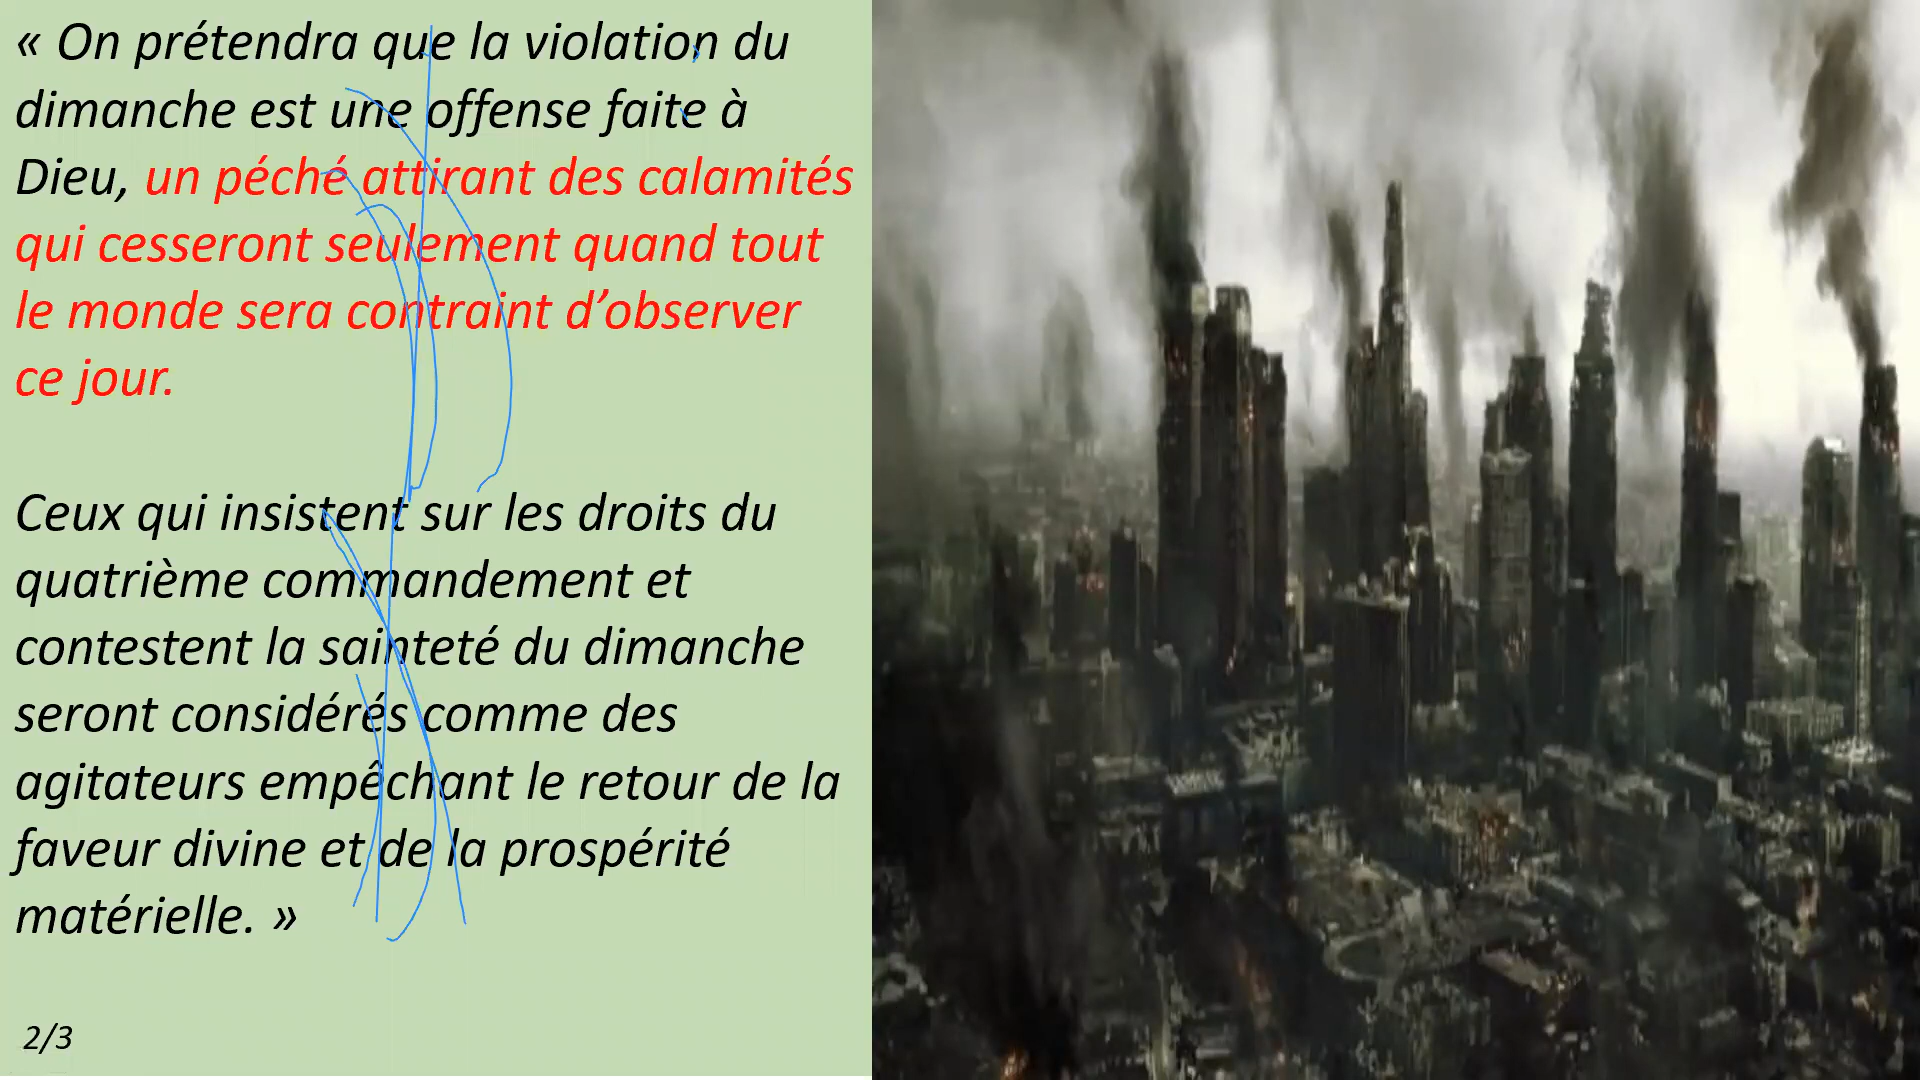 « On prétendra que la violation du
dimanche est une offense faite à
Dieu, un péché attirant des calamités
qui cesseront seulement quand tout
le monde sera contraint d’observer
ce jour.
Ceux qui insistent sur les droits du
quatrième commandement et
contestent la sainteté du dimanche
seront considérés comme des
agitateurs empêchant le retour de la
faveur divine et de la prospérité
matérielle. »
2/3